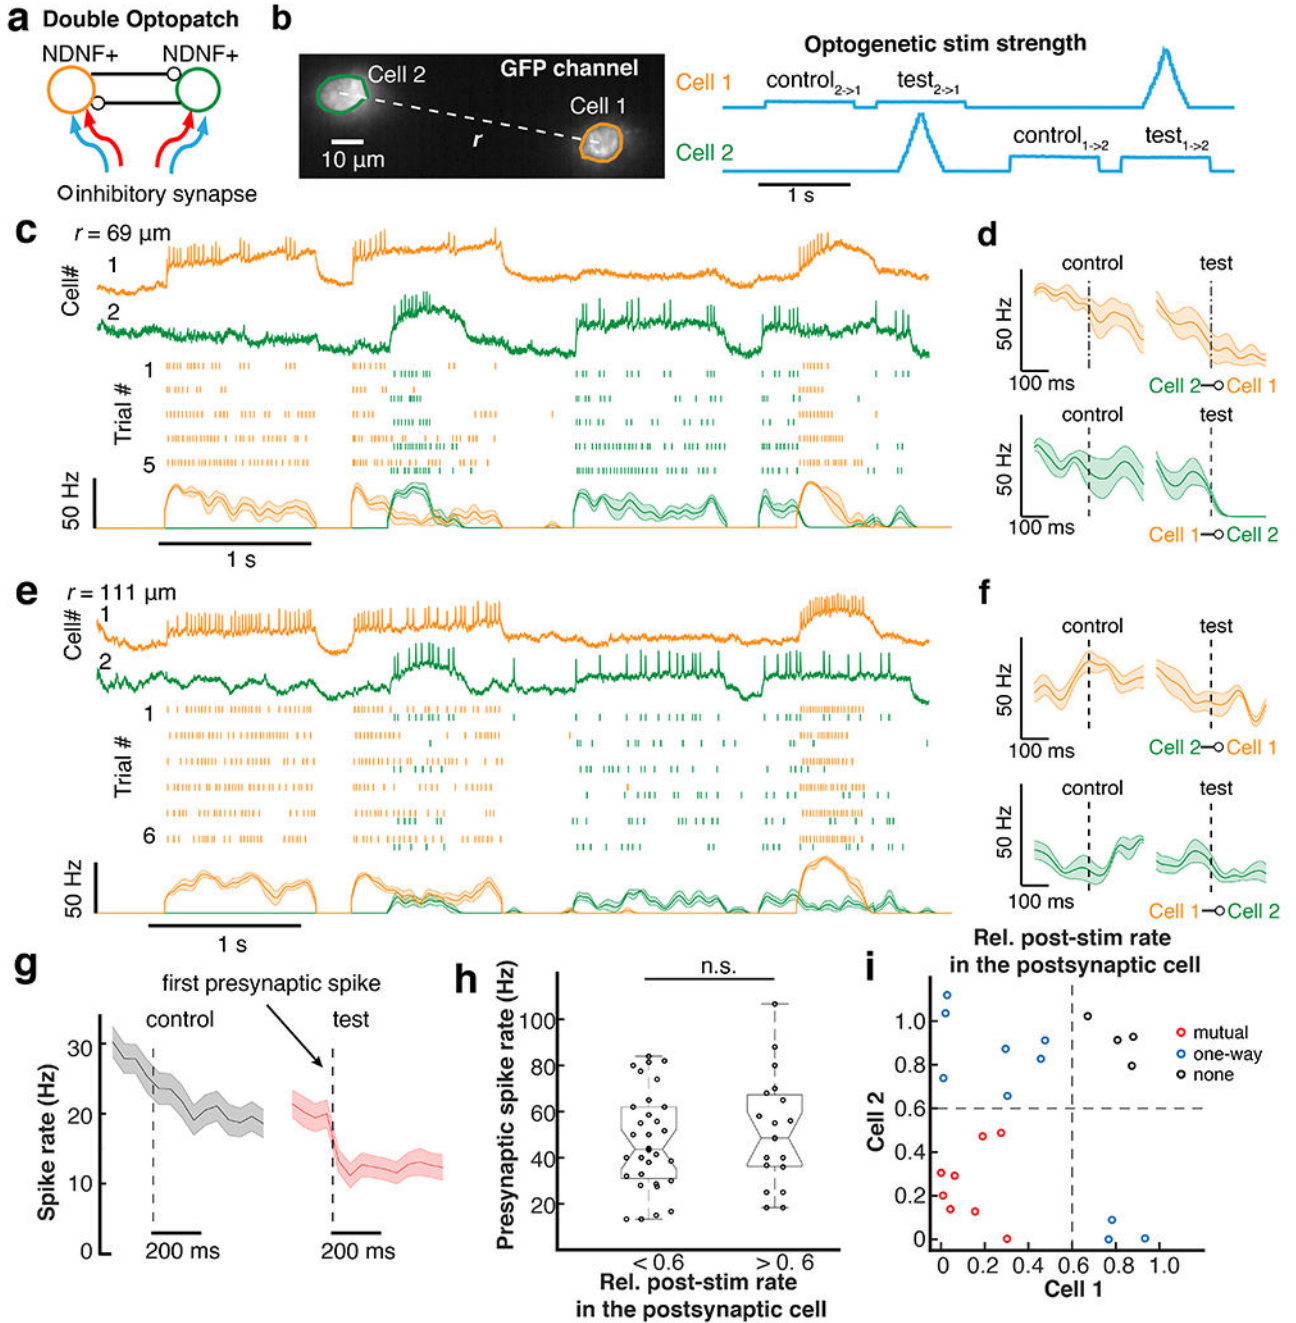 a
Double Optopatch
NDNF+ NDNF+
inhibitory synapse
b
Cell 2
GFP channel
Cell 1
r
10 μm
Optogenetic stim strength
Cell 1
control2->1
test2->1
Cell 2
control1->2
test1->2
1 s
c
r = 69 μm
Cell#
1
2
Trial #
1
5
50 Hz
1 s
d
control test
50 Hz
100 ms
Cell 2 Cell 1
control test
50 Hz
100 ms
Cell 1 Cell 2
e
r = 111 μm
Cell#
1
2
Trial #
1
6
50 Hz
1 s
f
control test
50 Hz
100 ms
Cell 2 Cell 1
control test
50 Hz
100 ms
Cell 1 Cell 2
g
first presynaptic spike
control test
Spike rate (Hz)
30
20
10
0
200 ms 200 ms
h
n.s.
Presynaptic spike rate (Hz)
100
80
60
40
20
< 0.6 > 0.6
Rel. post-stim rate
in the postsynaptic cell
i
Rel. post-stim rate
in the postsynaptic cell
mutual
one-way
none
Cell 2
1.0
0.8
0.6
0.4
0.2
0
0 0.2 0.4 0.6 0.8 1.0
Cell 1